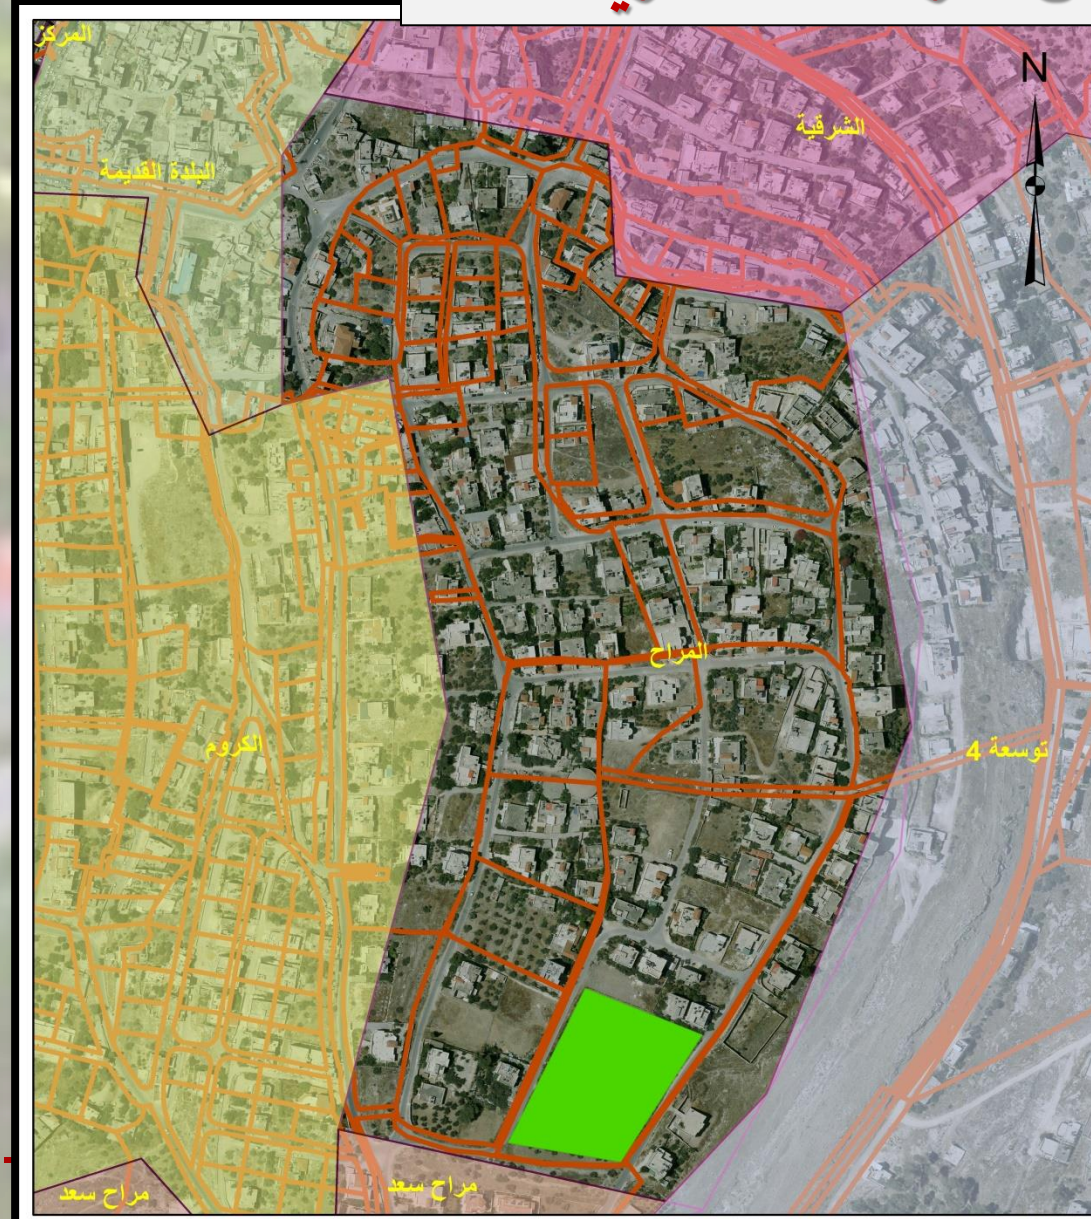 المركز
N
الشرقية
البلدة القديمة
المراح
الكروم
توسعة 4
مراح سعد
مراح سعد